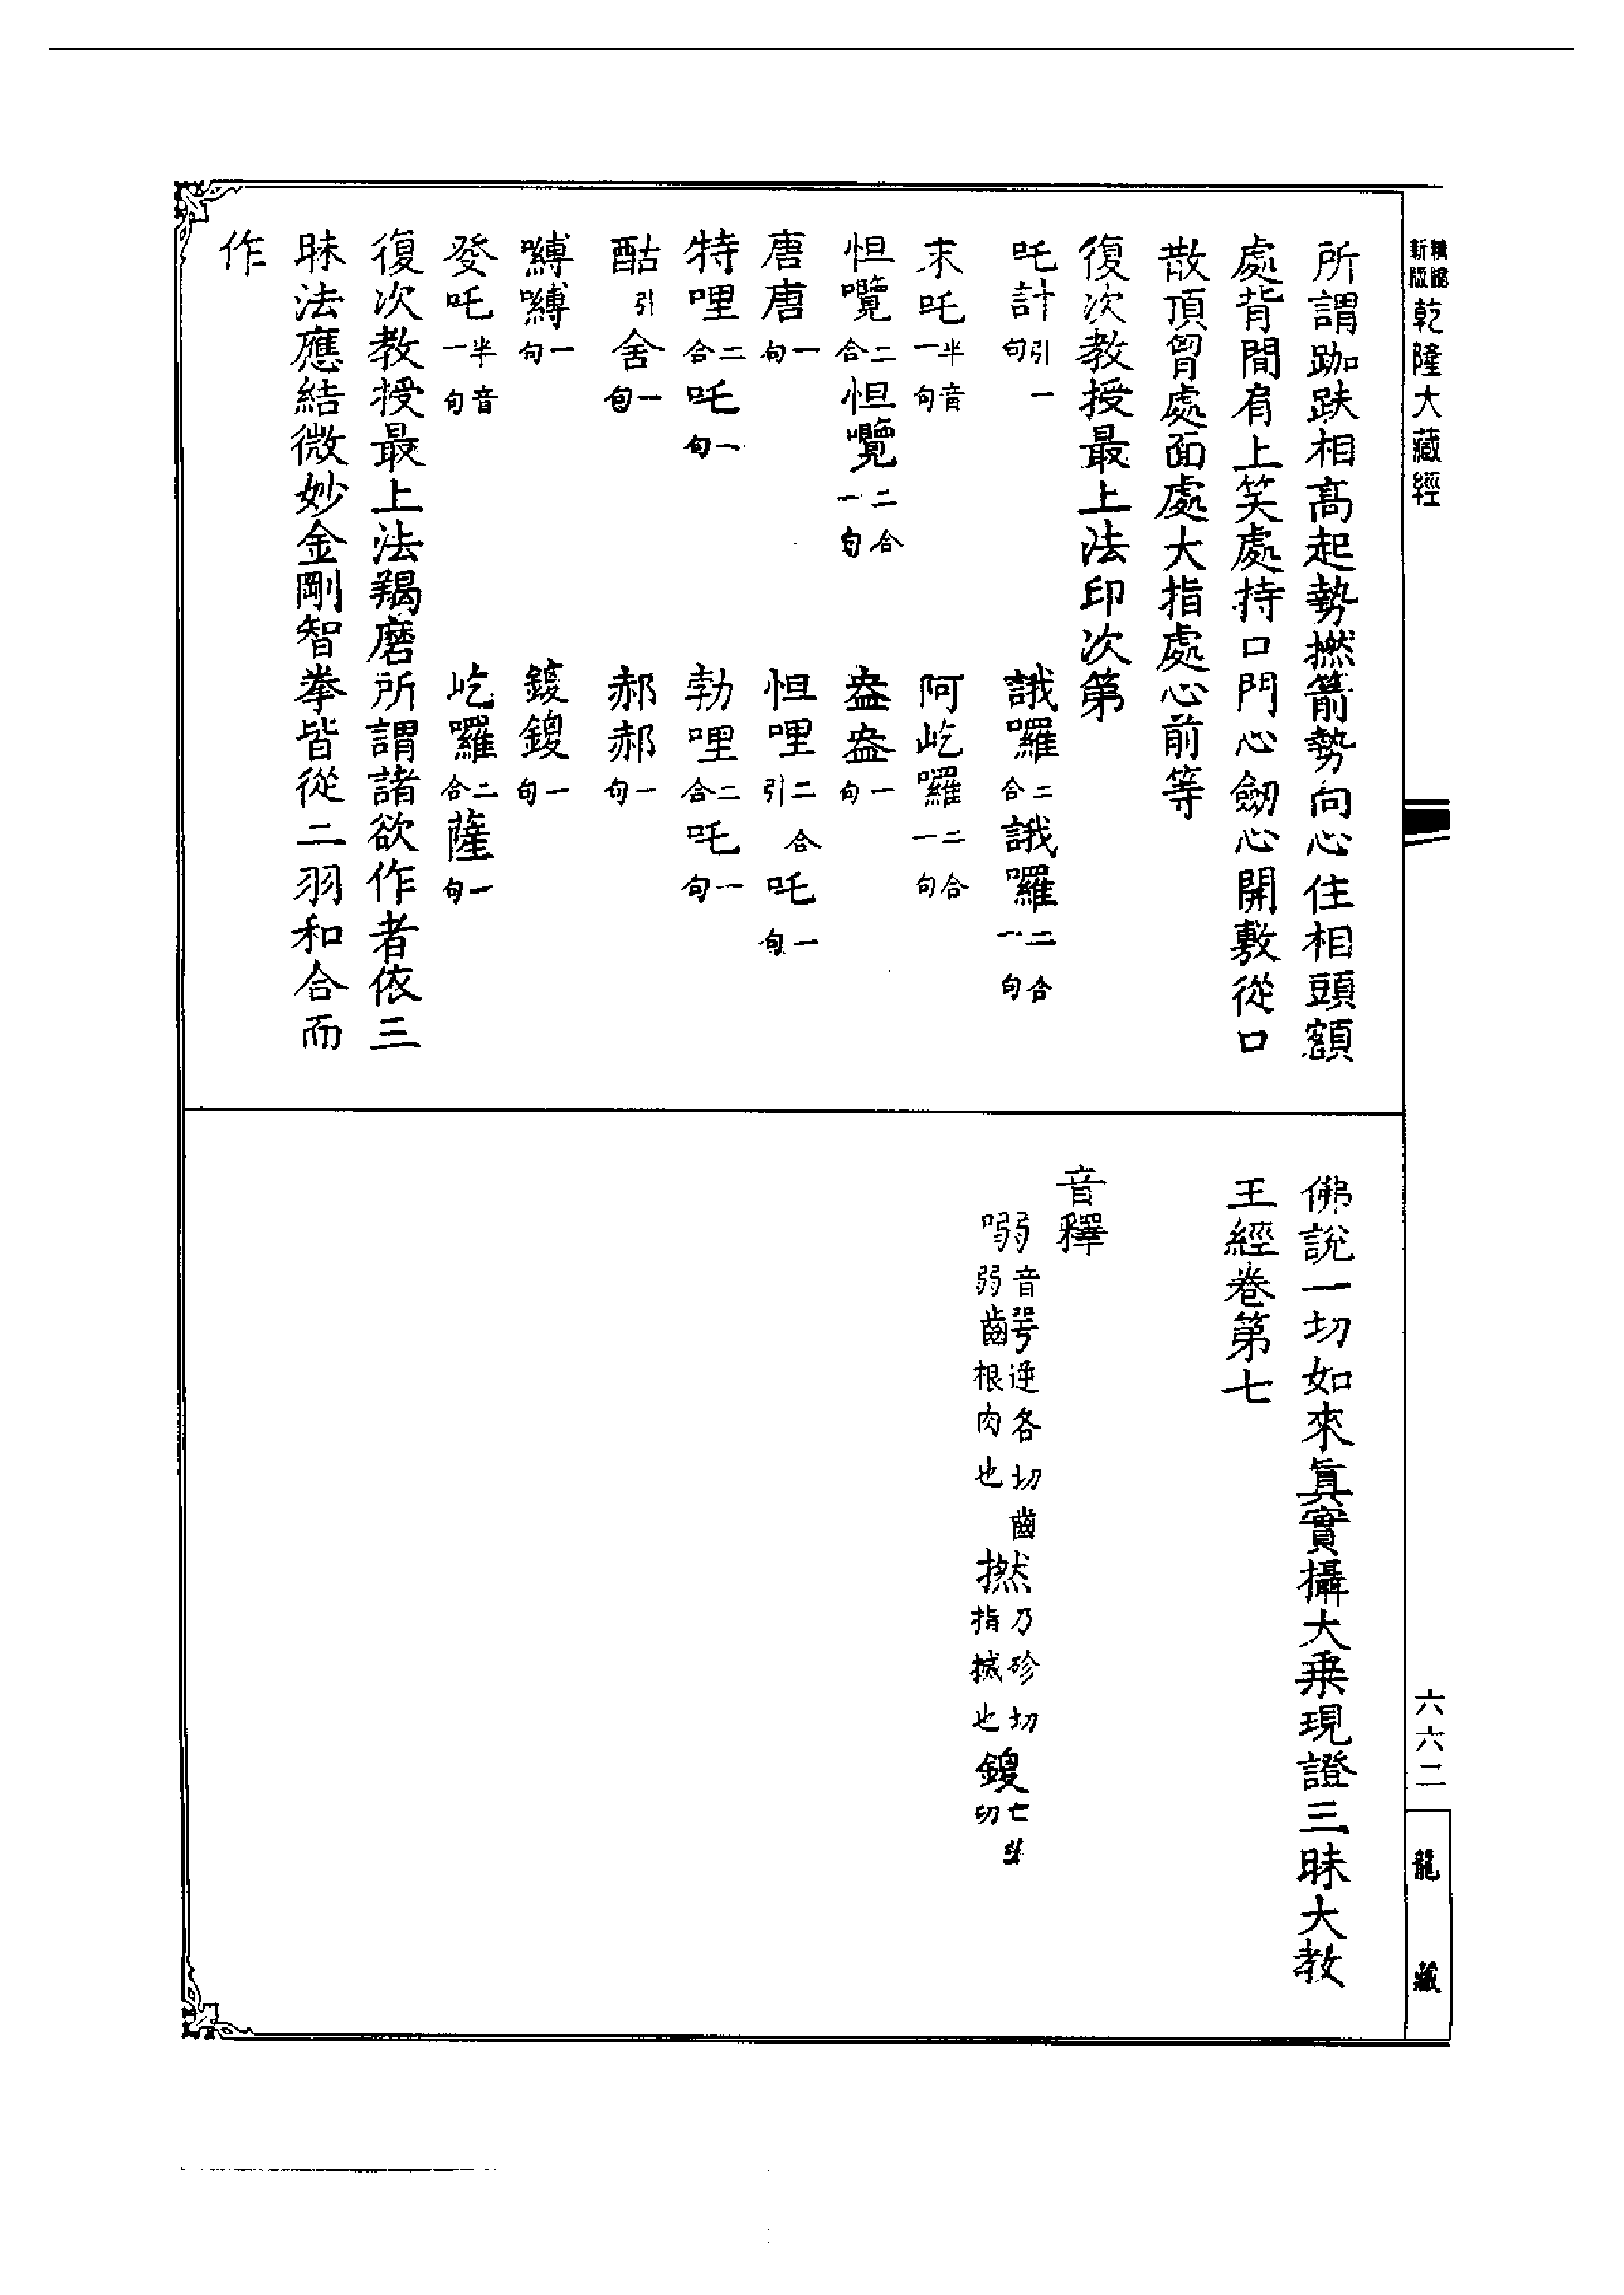 新版
乾隆大藏經
所謂跏趺相高起勢撚箭勢向心住相頭額
處背間肩上笑處持口門心劒心開敷從口
散頂胷處面處大指處心前等
復次教授最上法印次第
吒計引一句 誐囉二合誐囉二合一句
末吒半音一句 阿屹囉二合一句
怛囕二合怛囕二合一句 盎盎一句
唐唐一句 怛哩二合引吒一句
特哩二合吒一句 勃哩二合吒一句
酤引舍一句 郝郝一句
嚩嚩一句 鍐鍐一句
癹吒半音一句 屹囉二合薩一句
復次教授最上法羯磨所謂諸欲作者依三
昧法應結微妙金剛智拳皆從二羽和合而
作
佛說一切如來真實攝大乗現證三昧大教
王經卷第七
音釋
㗉音咢逆各切齒弱齒根肉也 撚乃殄切指搣也 鍐亡切
六六二
龍藏